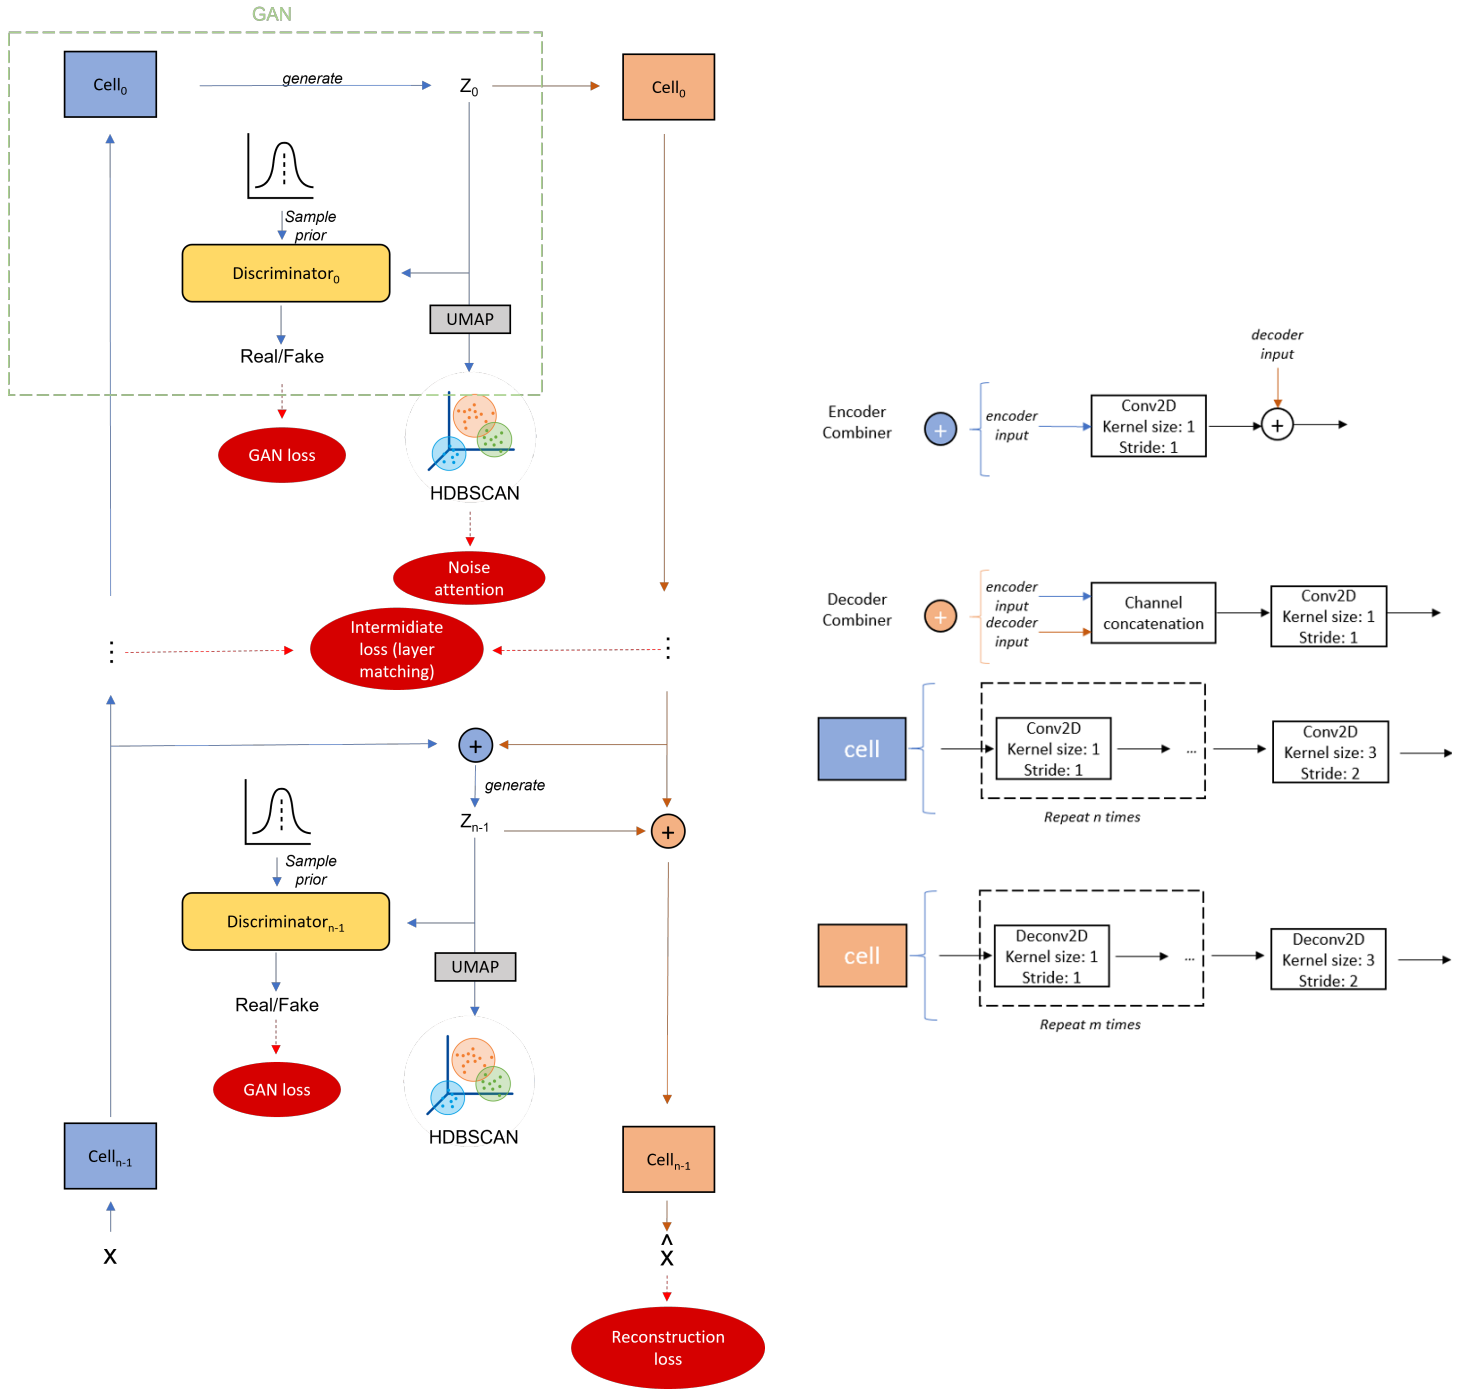 GAN
Cell0
generate
Z0
Cell0
Sample
prior
Discriminator0
UMAP
Real/Fake
GAN loss
HDBSCAN
Noise
attention
Intermidiate
loss (layer
matching)
⋮
⋮
+
generate
Zn-1
+
Sample
prior
Discriminatorn-1
UMAP
Real/Fake
GAN loss
HDBSCAN
Celln-1
Celln-1
X
^
X
Reconstruction
loss
decoder
input
Encoder
Combiner
+
encoder
input
Conv2D
Kernel size: 1
Stride: 1
+
Decoder
Combiner
+
encoder
input
decoder
input
Channel
concatenation
Conv2D
Kernel size: 1
Stride: 1
cell
Conv2D
Kernel size: 1
Stride: 1
...
Conv2D
Kernel size: 3
Stride: 2
Repeat n times
cell
Deconv2D
Kernel size: 1
Stride: 1
...
Deconv2D
Kernel size: 3
Stride: 2
Repeat m times